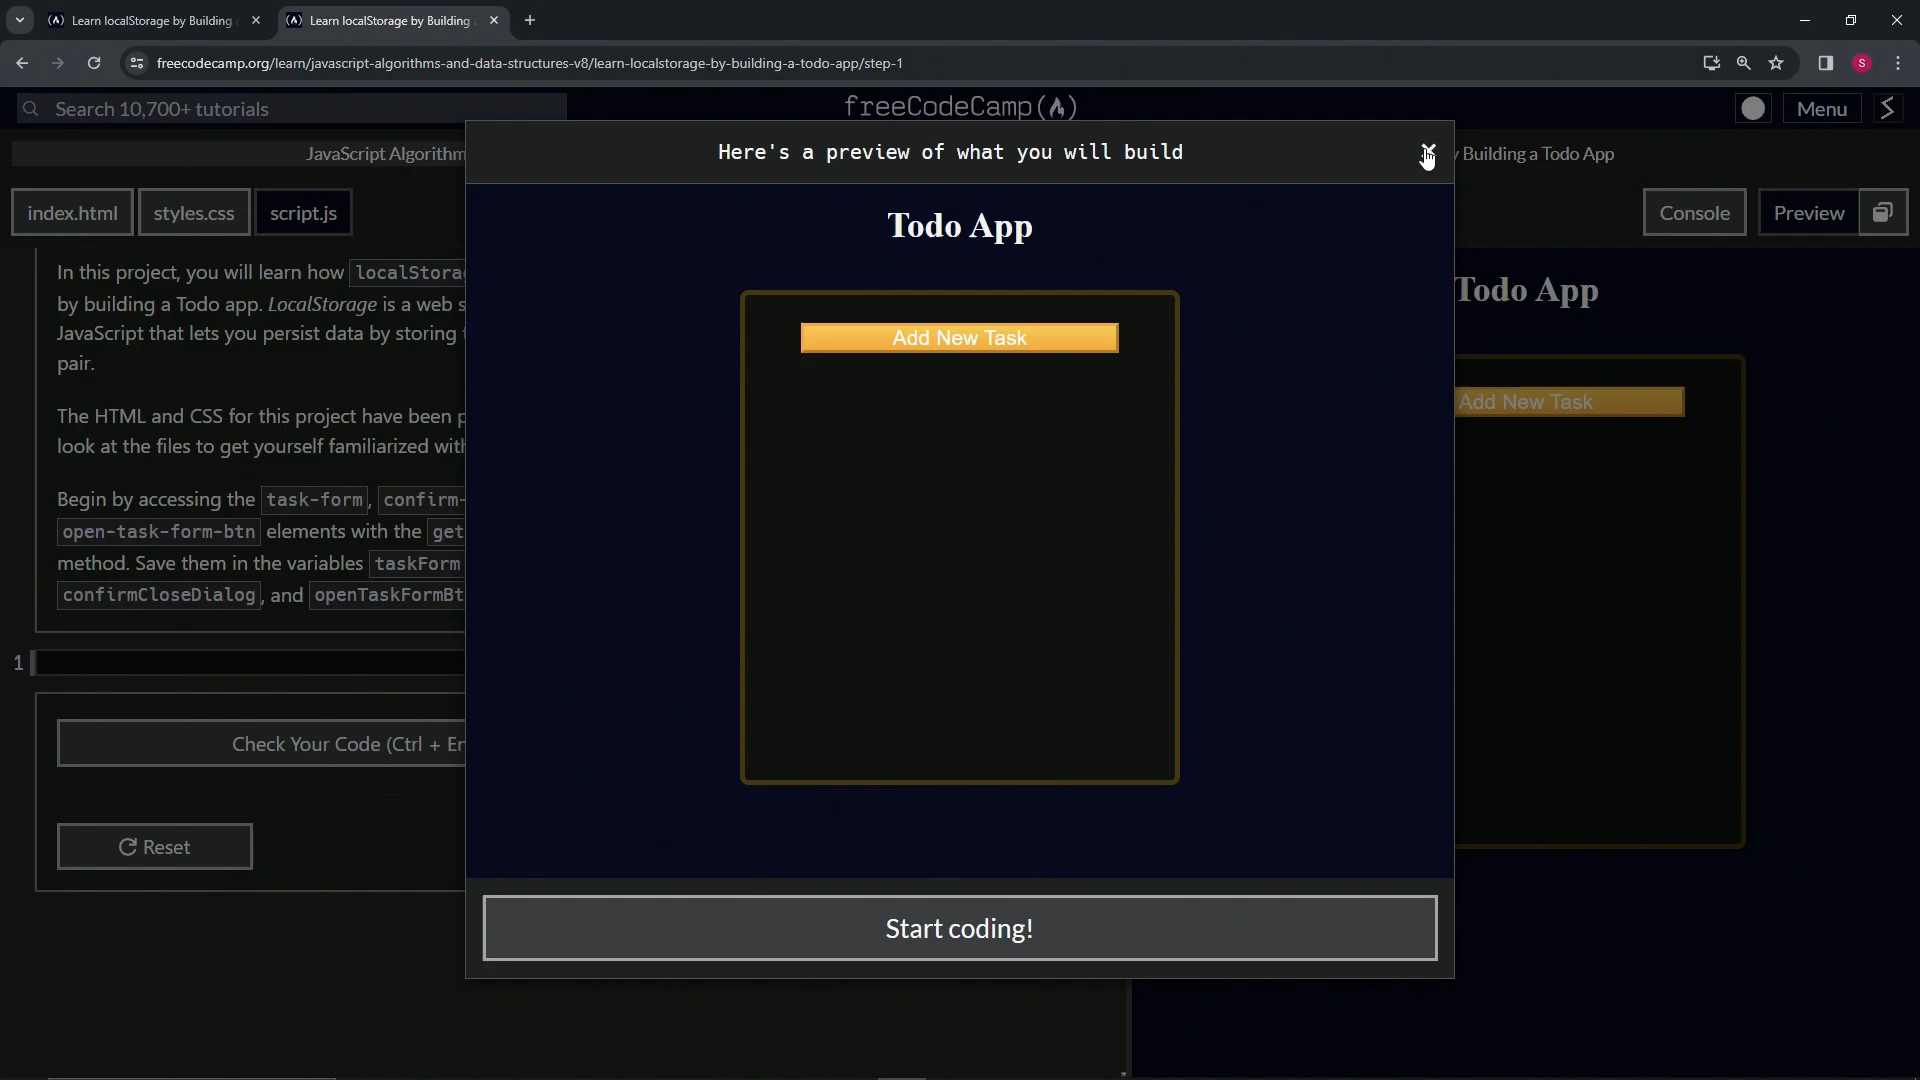 Learn localStorage by Building
Learn localStorage by Building
freecodecamp.org/learn/javascript-algorithms-and-data-structures-v8/learn-localstorage-by-building-a-todo-app/step-1
S
Search 10,700+ tutorials
freeCodeCamp
Menu
JavaScript Algorithm
Here's a preview of what you will build
Building a Todo App
index.html
styles.css
script.js
Console
Preview
In this project, you will learn how localStora
by building a Todo app. LocalStorage is a web s
JavaScript that lets you persist data by storing
pair.
The HTML and CSS for this project have been p
look at the files to get yourself familiarized wit
Begin by accessing the task-form, confirm-
open-task-form-btn elements with the get
method. Save them in the variables taskForm
confirmCloseDialog, and openTaskFormBt
1
Check Your Code (Ctrl + En
Reset
Todo App
Add New Task
Start coding!
Todo App
Add New Task